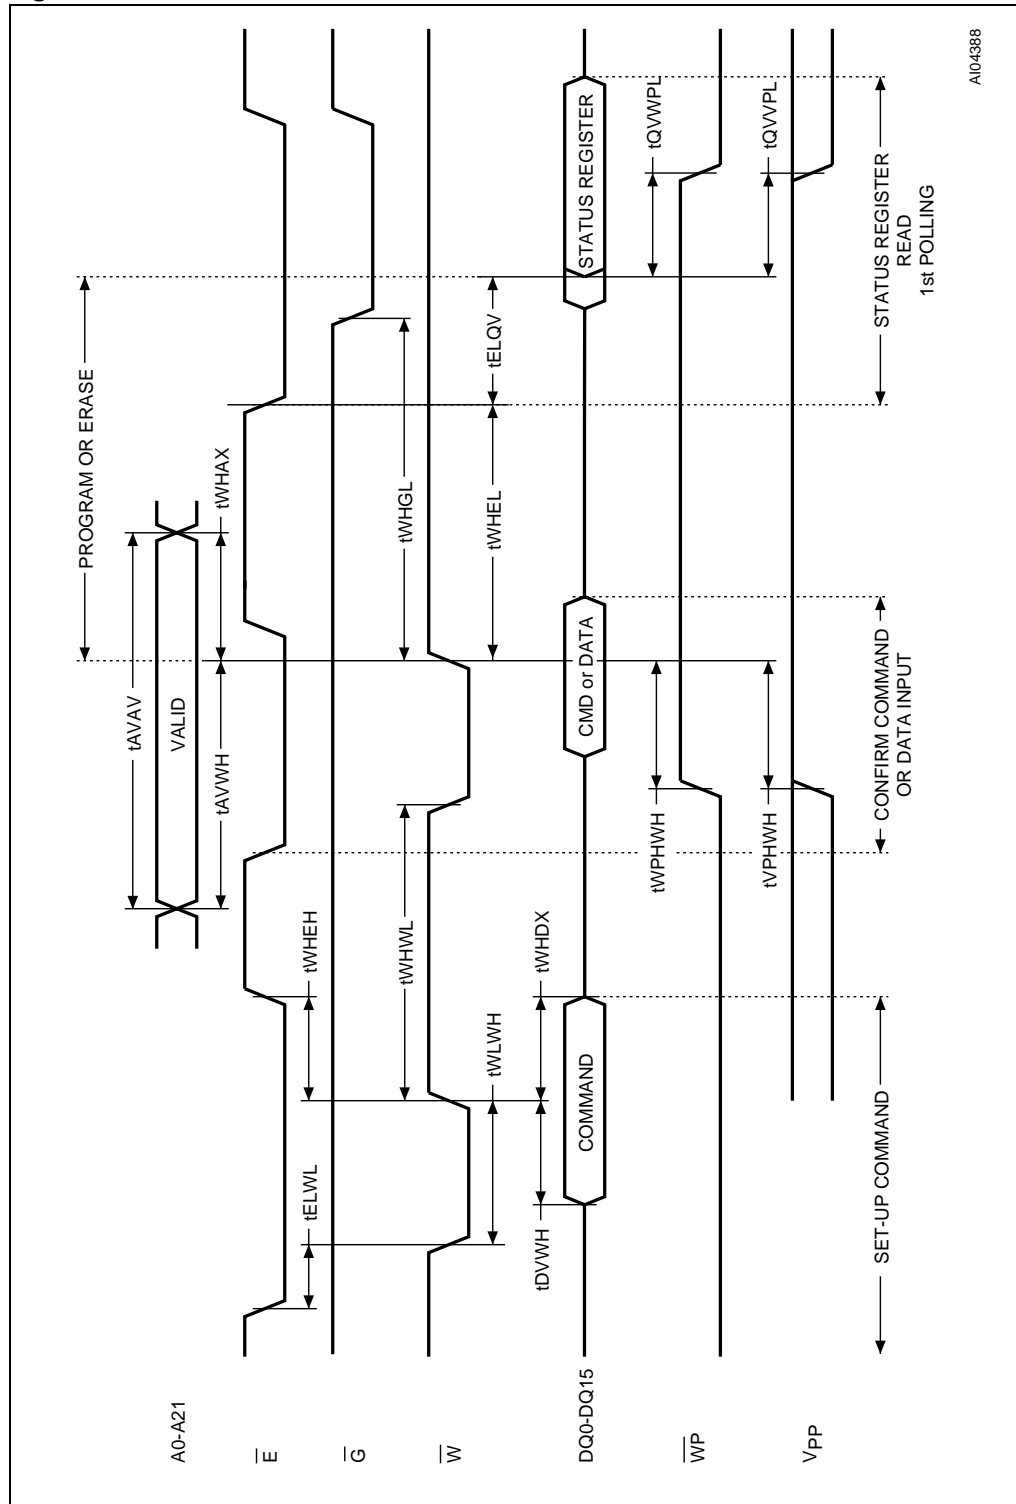 A0-A21
tAVAV
VALID
tAVWH
tWHAX
PROGRAM OR ERASE
E
tELWL
tWHEH
G
tWHGL
W
tWHWL
tWLWH
tWHEL
tELQV
DQ0-DQ15
tDVWH
tWHDX
COMMAND
CMD or DATA
STATUS REGISTER
WP
tWPHWH
tQVWPL
VPP
tVPHWH
tQVVPL
SET-UP COMMAND
CONFIRM COMMAND
OR DATA INPUT
STATUS REGISTER
READ
1st POLLING
AI04388